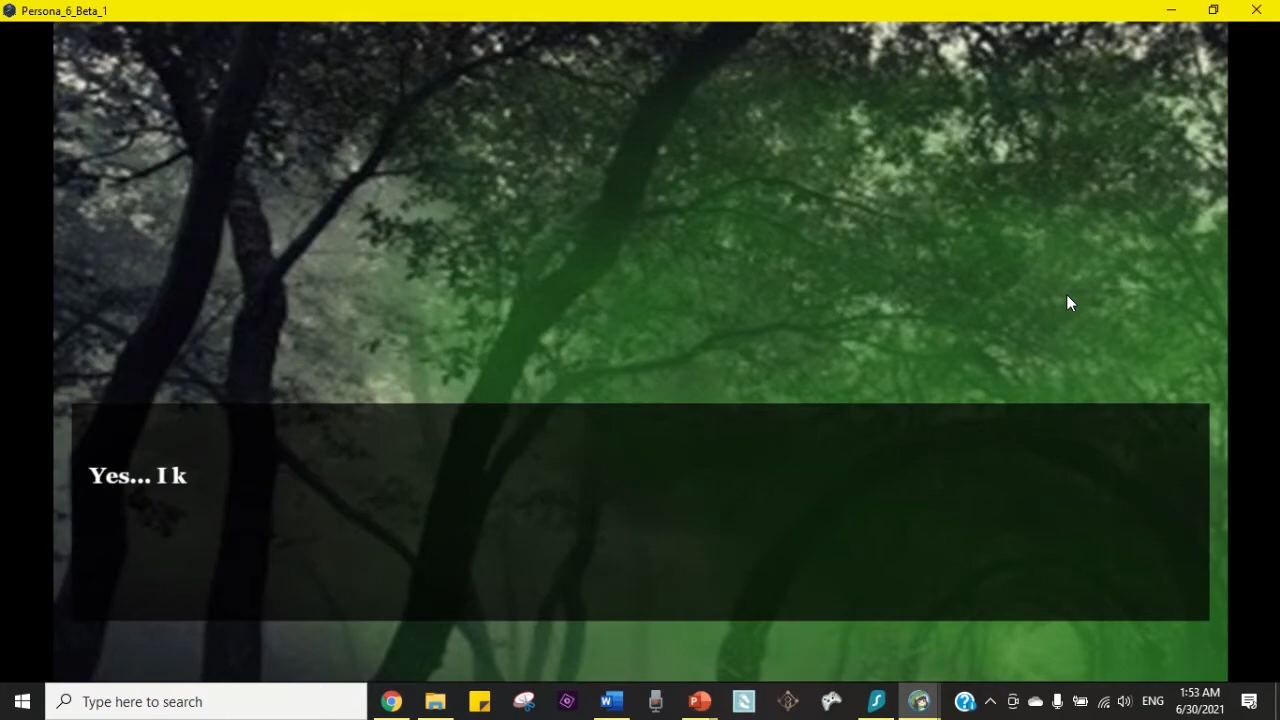 Persona_6_Beta_1
Yes... I k
Type here to search
ENG
1:53 AM
6/30/2021